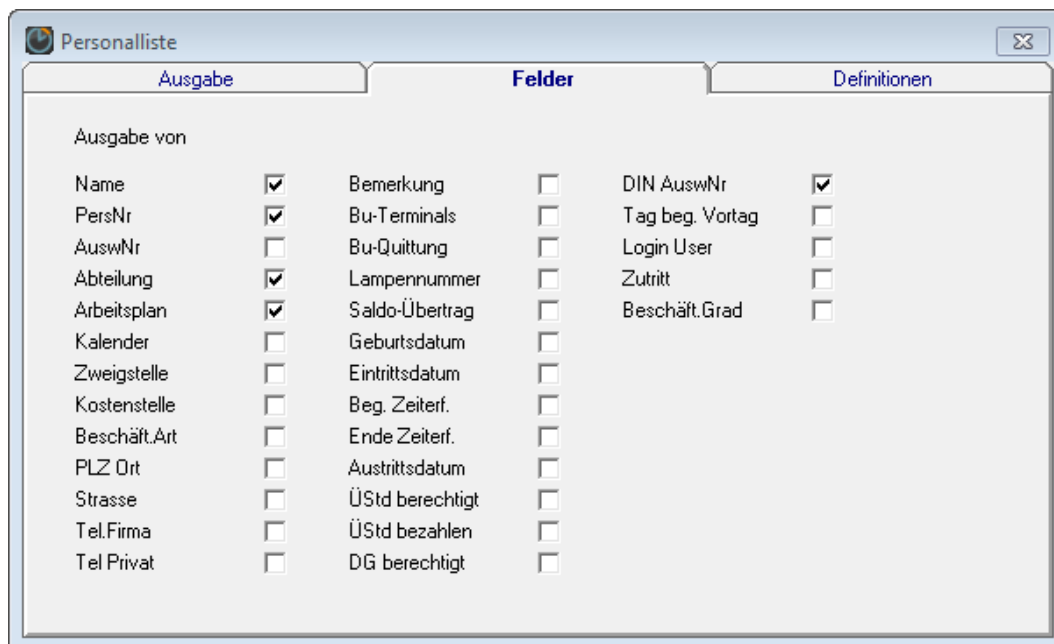 Personalliste
Ausgabe Felder Definitionen
Ausgabe von
Name Bemerkung DIN AuswNr
PersNr Bu-Terminals Tag beg. Vortag
AuswNr Bu-Quittung Login User
Abteilung Lampennummer Zutritt
Arbeitsplan Saldo-Übertrag Beschäft.Grad
Kalender Geburtsdatum
Zweigstelle Eintrittsdatum
Kostenstelle Beg. Zeiterf.
Beschäft.Art Ende Zeiterf.
PLZ Ort Austrittsdatum
Strasse ÜStd berechtigt
Tel.Firma ÜStd bezahlen
Tel Privat DG berechtigt